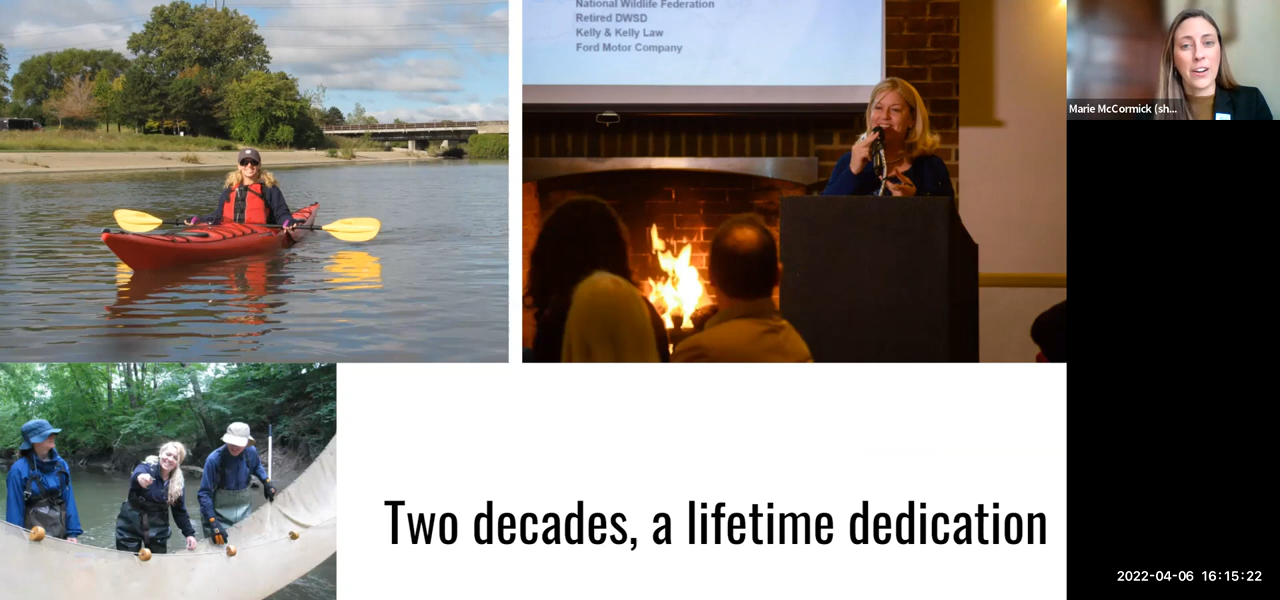 National Wildlife Federation
Retired DWSD
Kelly & Kelly Law
Ford Motor Company
Marie McCormick (sh...
Two decades, a lifetime dedication
2022-04-06 16:15:22